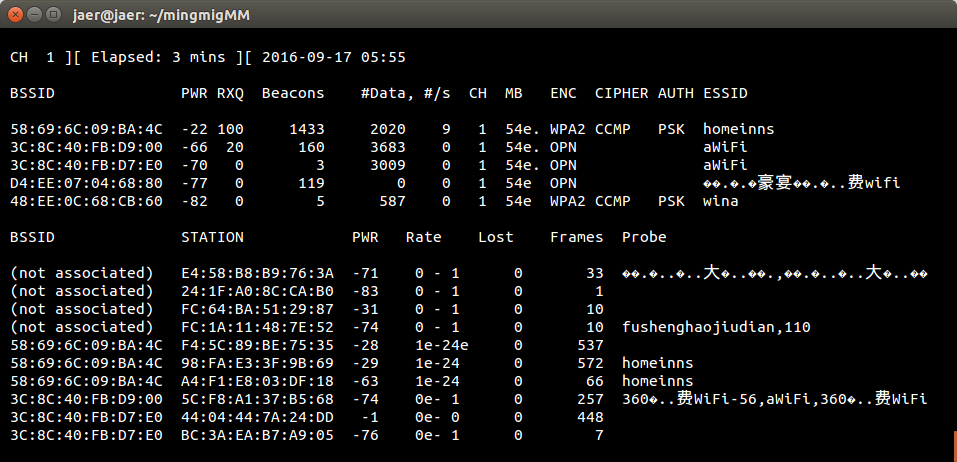 jaer@jaer: ~/mingmigMM
CH  1 ][ Elapsed: 3 mins ][ 2016-09-17 05:55
BSSID              PWR RXQ  Beacons    #Data, #/s  CH  MB   ENC  CIPHER AUTH ESSID
58:69:6C:09:BA:4C  -22 100     1433     2020    9   1  54e. WPA2 CCMP   PSK  homeinns
3C:8C:40:FB:D9:00  -66  20      160     3683    0   1  54e. OPN              aWiFi
3C:8C:40:FB:D7:E0  -70   0        3     3009    0   1  54e. OPN              aWiFi
D4:EE:07:04:68:80  -77   0      119        0    0   1  54e  OPN              ��.�.�豪宴��.�..费wifi
48:EE:0C:68:CB:60  -82   0        5      587    0   1  54e  WPA2 CCMP   PSK  wina
BSSID              STATION            PWR   Rate    Lost    Frames  Probe
(not associated)   E4:58:B8:B9:76:3A  -71    0 - 1      0       33  ��.�..�..大�..��.,��.�..�..大�..��
(not associated)   24:1F:A0:8C:CA:B0  -83    0 - 1      0        1
(not associated)   FC:64:BA:51:29:87  -31    0 - 1      0       10
(not associated)   FC:1A:11:48:7E:52  -74    0 - 1      0       10  fushenghaojiudian,110
58:69:6C:09:BA:4C  F4:5C:89:BE:75:35  -28    1e-24e     0      537
58:69:6C:09:BA:4C  98:FA:E3:3F:9B:69  -29    1e-24      0      572  homeinns
58:69:6C:09:BA:4C  A4:F1:E8:03:DF:18  -63    1e-24      0       66  homeinns
3C:8C:40:FB:D9:00  5C:F8:A1:37:B5:68  -74    0e- 1      0      257  360�..费WiFi-56,aWiFi,360�..费WiFi
3C:8C:40:FB:D7:E0  44:04:44:7A:24:DD   -1    0e- 0      0      448
3C:8C:40:FB:D7:E0  BC:3A:EA:B7:A9:05  -76    0e- 1      0        7